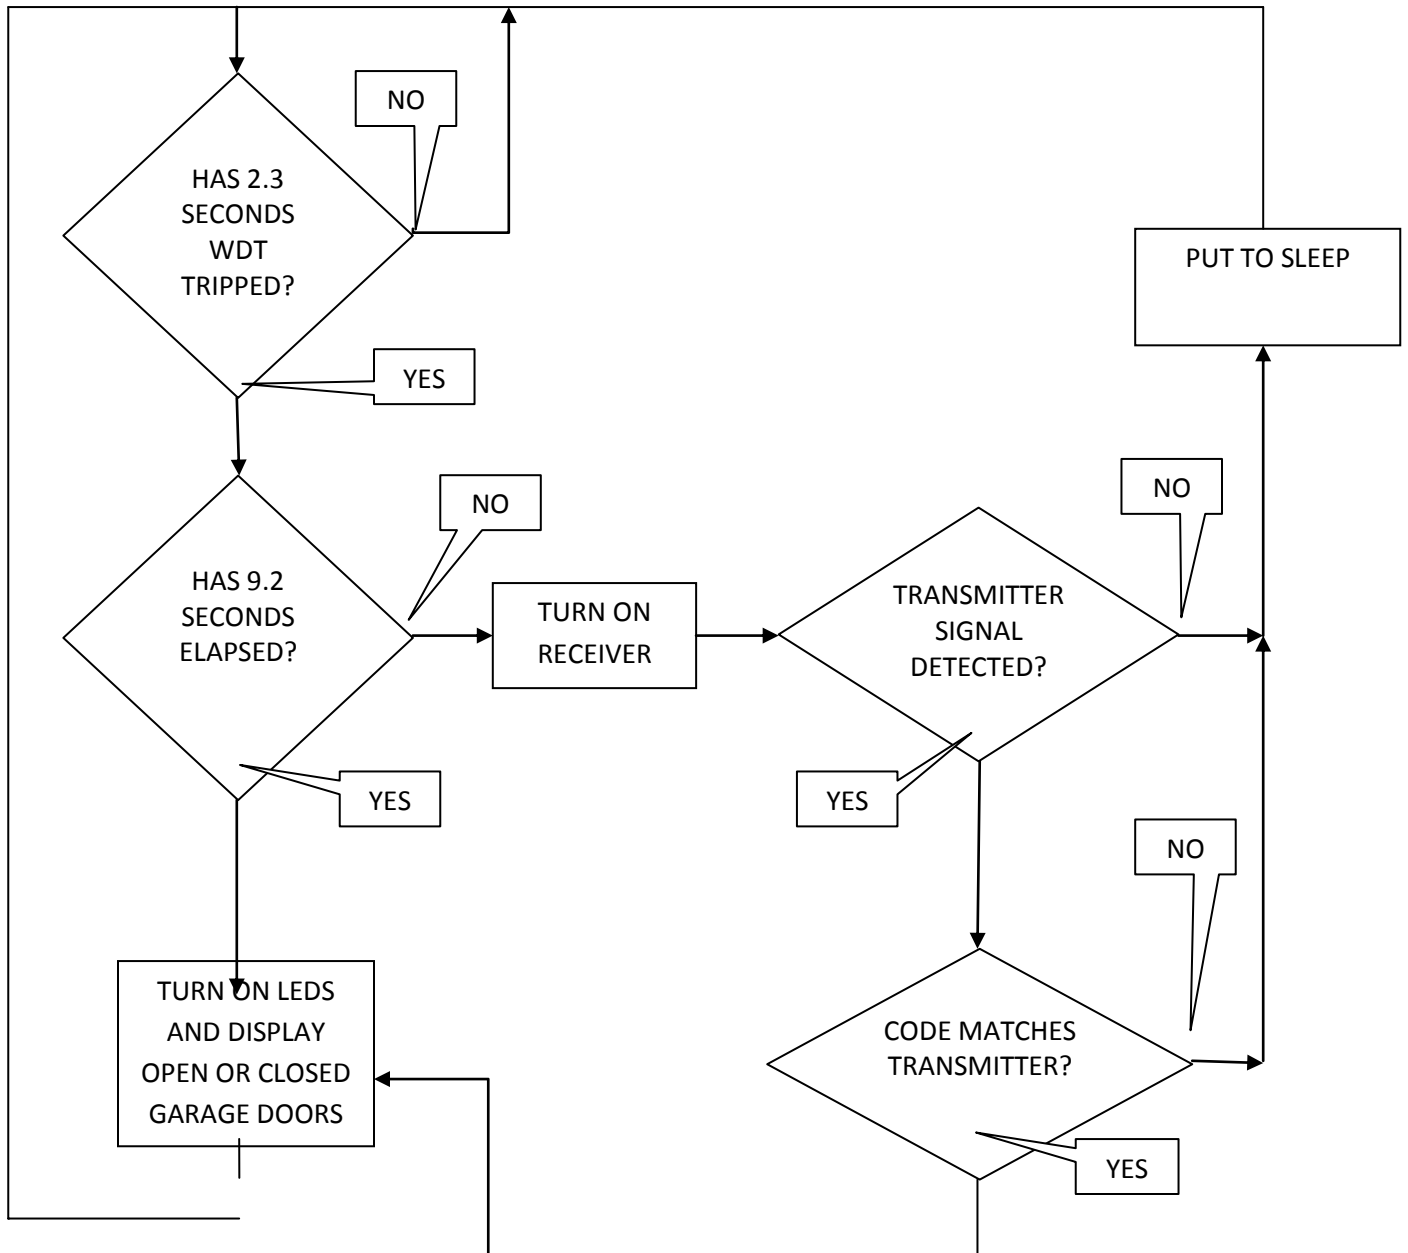 NO
HAS 2.3
SECONDS
WDT
TRIPPED?
PUT TO SLEEP
YES
NO
NO
HAS 9.2
SECONDS
ELAPSED?
TURN ON
RECEIVER
TRANSMITTER
SIGNAL
DETECTED?
YES
YES
NO
TURN ON LEDS
AND DISPLAY
OPEN OR CLOSED
GARAGE DOORS
CODE MATCHES
TRANSMITTER?
YES